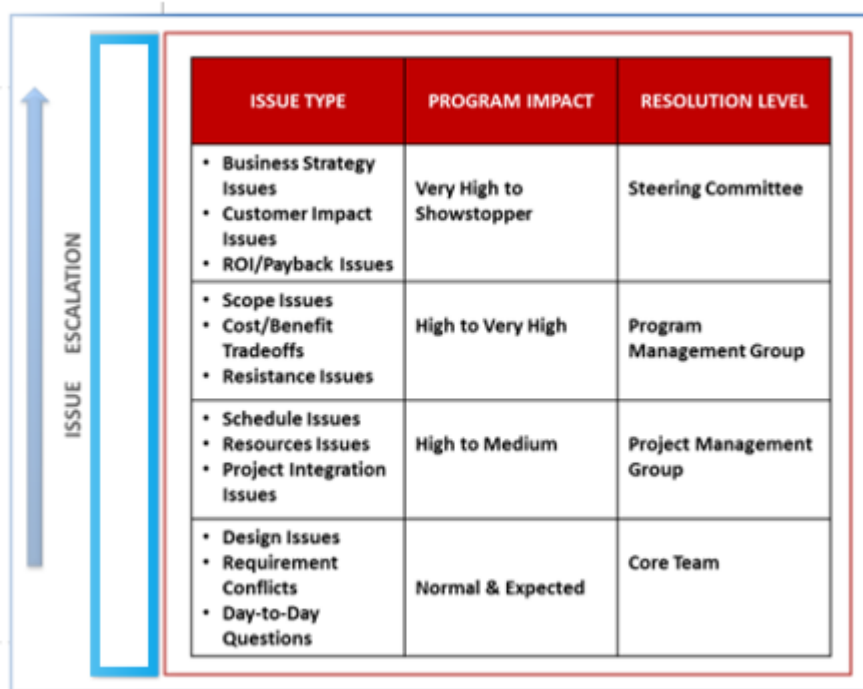 ISSUE ESCALATION
ISSUE TYPE
PROGRAM IMPACT
RESOLUTION LEVEL
• Business Strategy
Issues
• Customer Impact
Issues
• ROI/Payback Issues
Very High to
Showstopper
Steering Committee
• Scope Issues
• Cost/Benefit
Tradeoffs
• Resistance Issues
High to Very High
Program
Management Group
• Schedule Issues
• Resources Issues
• Project Integration
Issues
High to Medium
Project Management
Group
• Design Issues
• Requirement
Conflicts
• Day-to-Day
Questions
Normal & Expected
Core Team